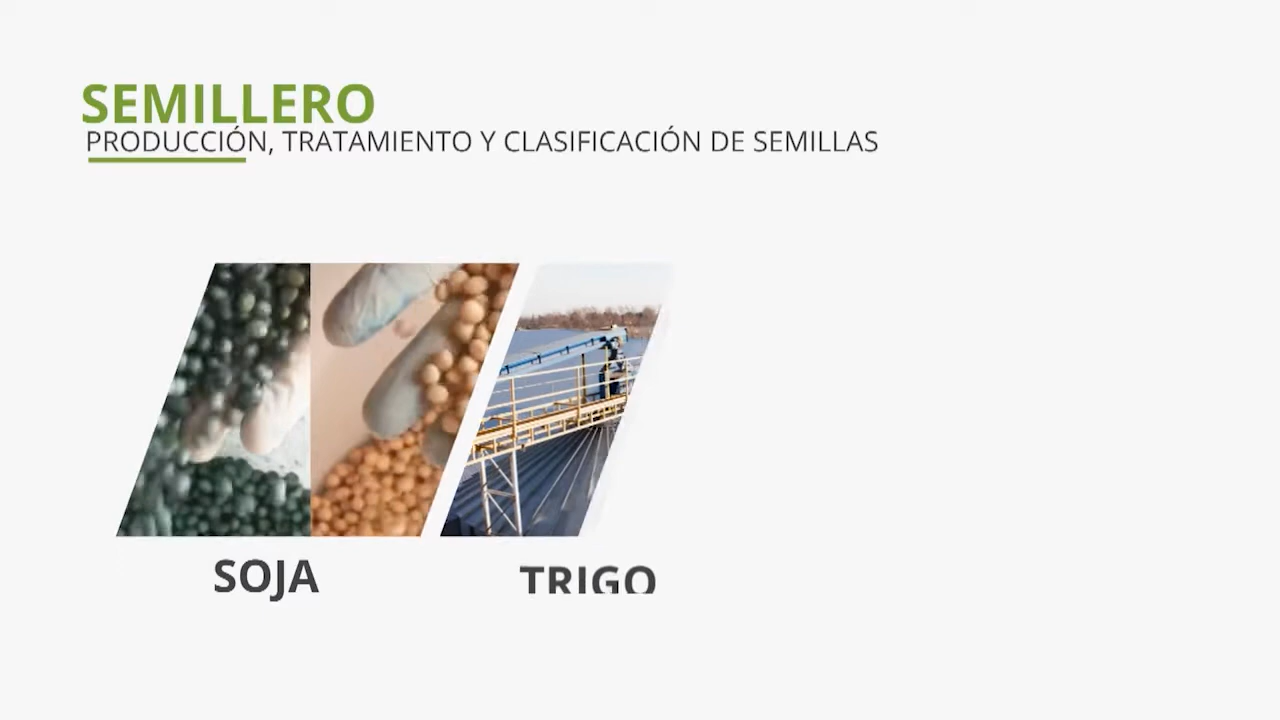 SEMILLERO
PRODUCCIÓN, TRATAMIENTO Y CLASIFICACIÓN DE SEMILLAS
SOJA
TRIGO